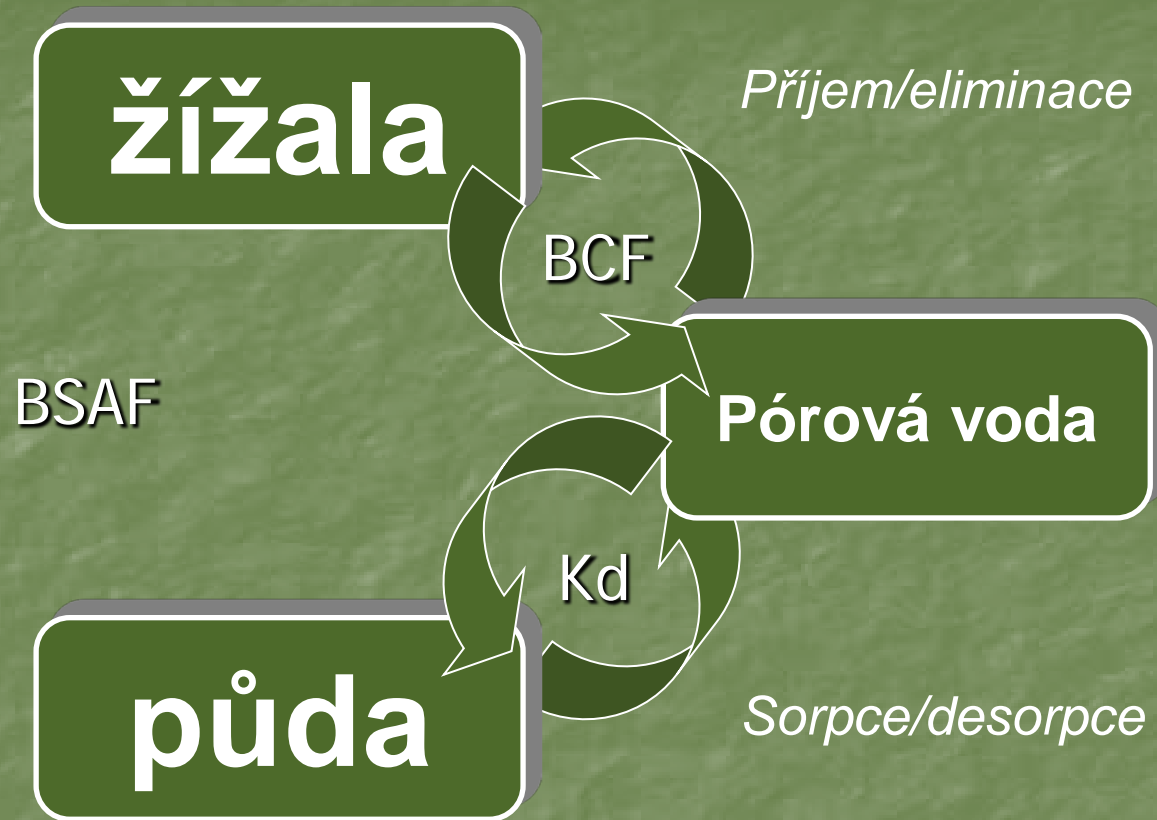 žížala
Příjem/eliminace
BCF
BSAF
Pórová voda
Kd
půda
Sorpce/desorpce